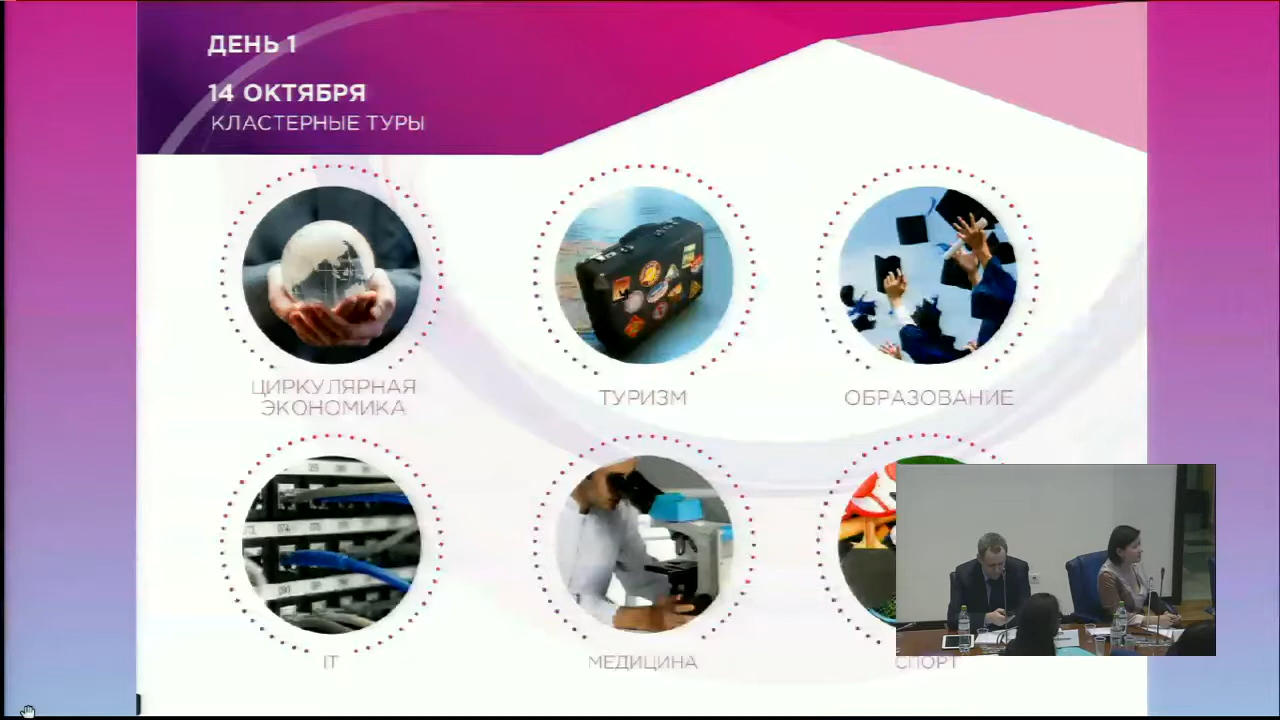 ДЕНЬ 1
14 ОКТЯБРЯ
КЛАСТЕРНЫЕ ТУРЫ
ЦИРКУЛЯРНАЯ
ЭКОНОМИКА
ТУРИЗМ
ОБРАЗОВАНИЕ
IT
МЕДИЦИНА
СПОРТ